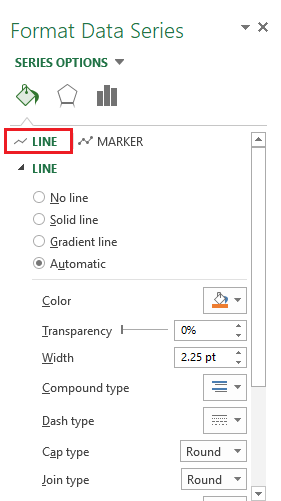 Format Data Series
SERIES OPTIONS
LINE MARKER
LINE
No line
Solid line
Gradient line
Automatic
Color
Transparency 0%
Width 2.25 pt
Compound type
Dash type
Cap type Round
Join type Round